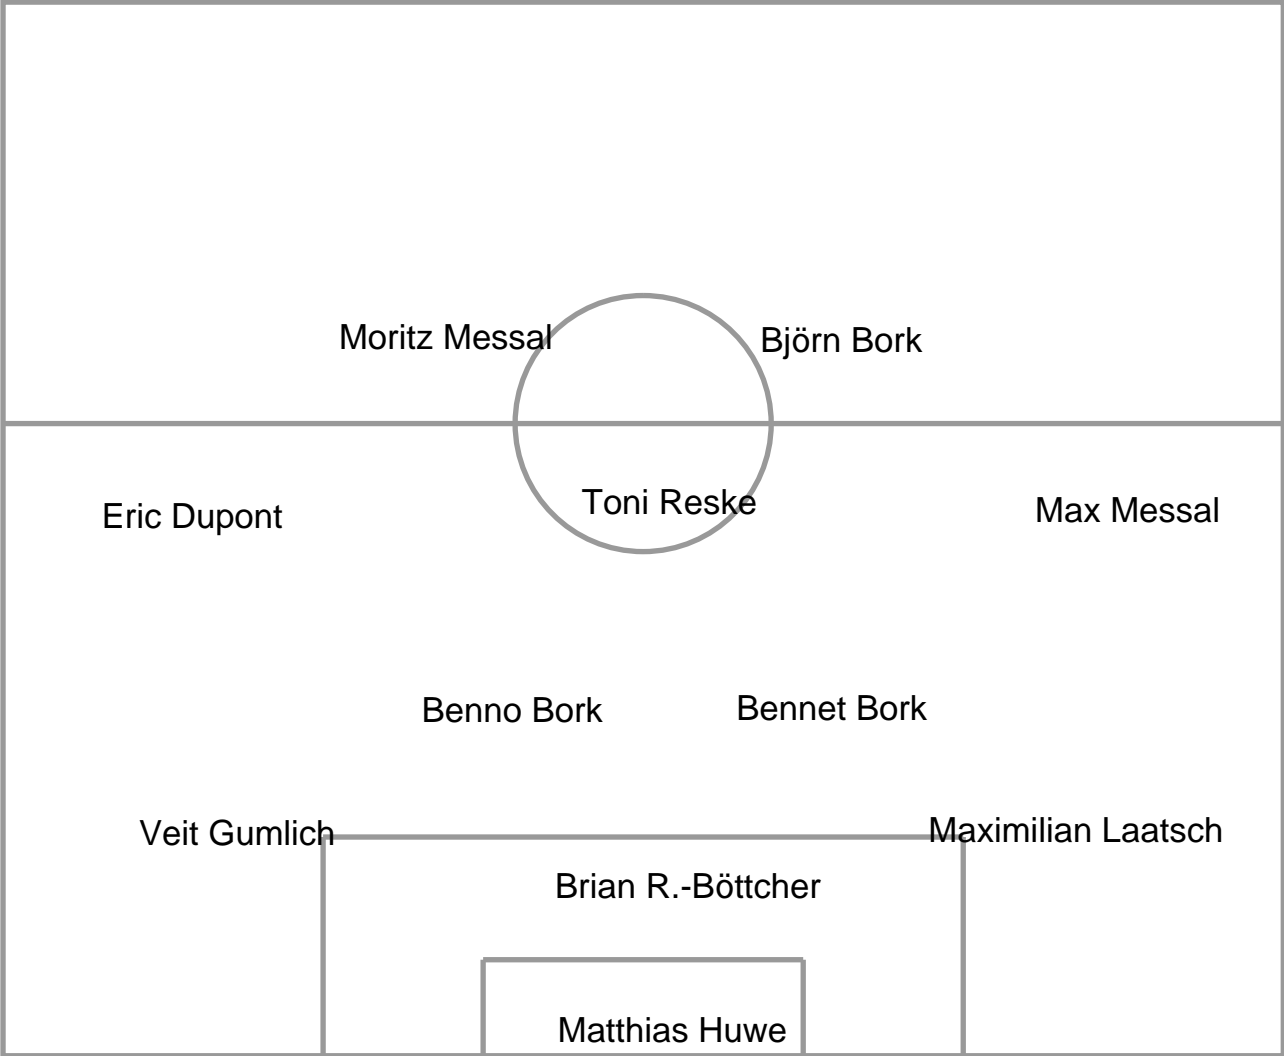 Moritz Messal
Björn Bork
Eric Dupont
Toni Reske
Max Messal
Benno Bork
Bennet Bork
Veit Gumlich
Maximilian Laatsch
Brian R.-Böttcher
Matthias Huwe